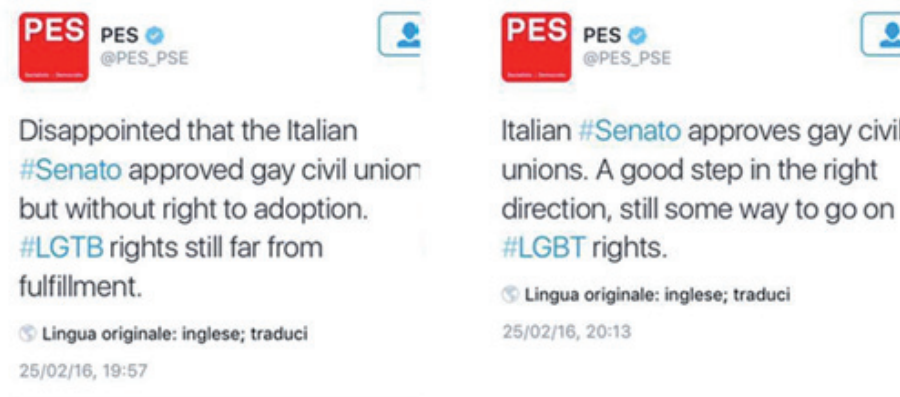 PES
PES
@PES_PSE
Disappointed that the Italian
#Senato approved gay civil union
but without right to adoption.
#LGTB rights still far from
fulfillment.
Lingua originale: inglese; traduci
25/02/16, 19:57
PES
PES
@PES_PSE
Italian #Senato approves gay civil
unions. A good step in the right
direction, still some way to go on
#LGBT rights.
Lingua originale: inglese; traduci
25/02/16, 20:13